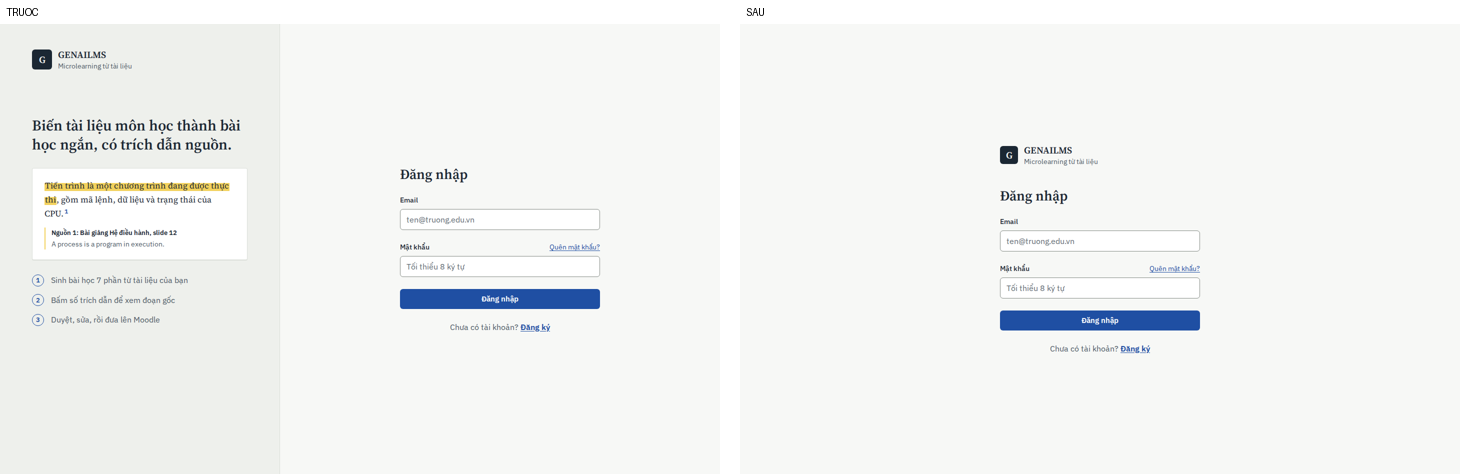 TRUOC
G
GENAILMS
Microlearning từ tài liệu
Biến tài liệu môn học thành bài
học ngắn, có trích dẫn nguồn.
Tiến trình là một chương trình đang được thực
thi, gồm mã lệnh, dữ liệu và trạng thái của
CPU. 1
Nguồn 1: Bài giảng Hệ điều hành, slide 12
A process is a program in execution.
1 Sinh bài học 7 phần từ tài liệu của bạn
2 Bấm số trích dẫn để xem đoạn gốc
3 Duyệt, sửa, rồi đưa lên Moodle
Đăng nhập
Email
ten@truong.edu.vn
Mật khẩu Quên mật khẩu?
Tối thiểu 8 ký tự
Đăng nhập
Chưa có tài khoản? Đăng ký
SAU
G
GENAILMS
Microlearning từ tài liệu
Đăng nhập
Email
ten@truong.edu.vn
Mật khẩu Quên mật khẩu?
Tối thiểu 8 ký tự
Đăng nhập
Chưa có tài khoản? Đăng ký